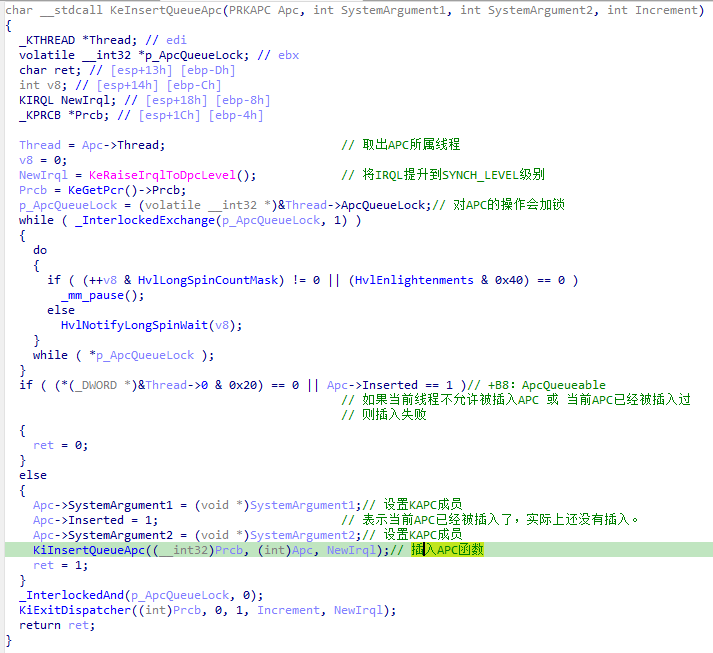 char __stdcall KeInsertQueueApc(PRKAPC Apc, int SystemArgument1, int SystemArgument2, int Increment)
{
  _KTHREAD *Thread; // edi
  volatile __int32 *p_ApcQueueLock; // ebx
  char ret; // [esp+13h] [ebp-Dh]
  int v8; // [esp+14h] [ebp-Ch]
  KIRQL NewIrql; // [esp+18h] [ebp-8h]
  _KPRCB *Prcb; // [esp+1Ch] [ebp-4h]

  Thread = Apc->Thread;                         // 取出APC所属线程
  v8 = 0;
  NewIrql = KeRaiseIrqlToDpcLevel();            // 将IRQL提升到SYNCH_LEVEL级别
  Prcb = KeGetPcr()->Prcb;
  p_ApcQueueLock = (volatile __int32 *)&Thread->ApcQueueLock;// 对APC的操作会加锁
  while ( _InterlockedExchange(p_ApcQueueLock, 1) )
  {
    do
    {
      if ( (++v8 & HvlLongSpinCountMask) != 0 || (HvlEnlightenments & 0x40) == 0 )
        _mm_pause();
      else
        HvlNotifyLongSpinWait(v8);
    }
    while ( *p_ApcQueueLock );
  }
  if ( (*(_DWORD *)&Thread->0 & 0x20) == 0 || Apc->Inserted == 1 )// +B8: ApcQueueable
                                                // 如果当前线程不允许被插入APC 或 当前APC已经被插入过
                                                // 则插入失败
  {
    ret = 0;
  }
  else
  {
    Apc->SystemArgument1 = (void *)SystemArgument1;// 设置KAPC成员
    Apc->Inserted = 1;                          // 表示当前APC已经被插入了，实际上还没有插入。
    Apc->SystemArgument2 = (void *)SystemArgument2;// 设置KAPC成员
    KiInsertQueueApc((__int32)Prcb, (int)Apc, NewIrql);// 插入APC函数
    ret = 1;
  }
  _InterlockedAnd(p_ApcQueueLock, 0);
  KiExitDispatcher((int)Prcb, 0, 1, Increment, NewIrql);
  return ret;
}